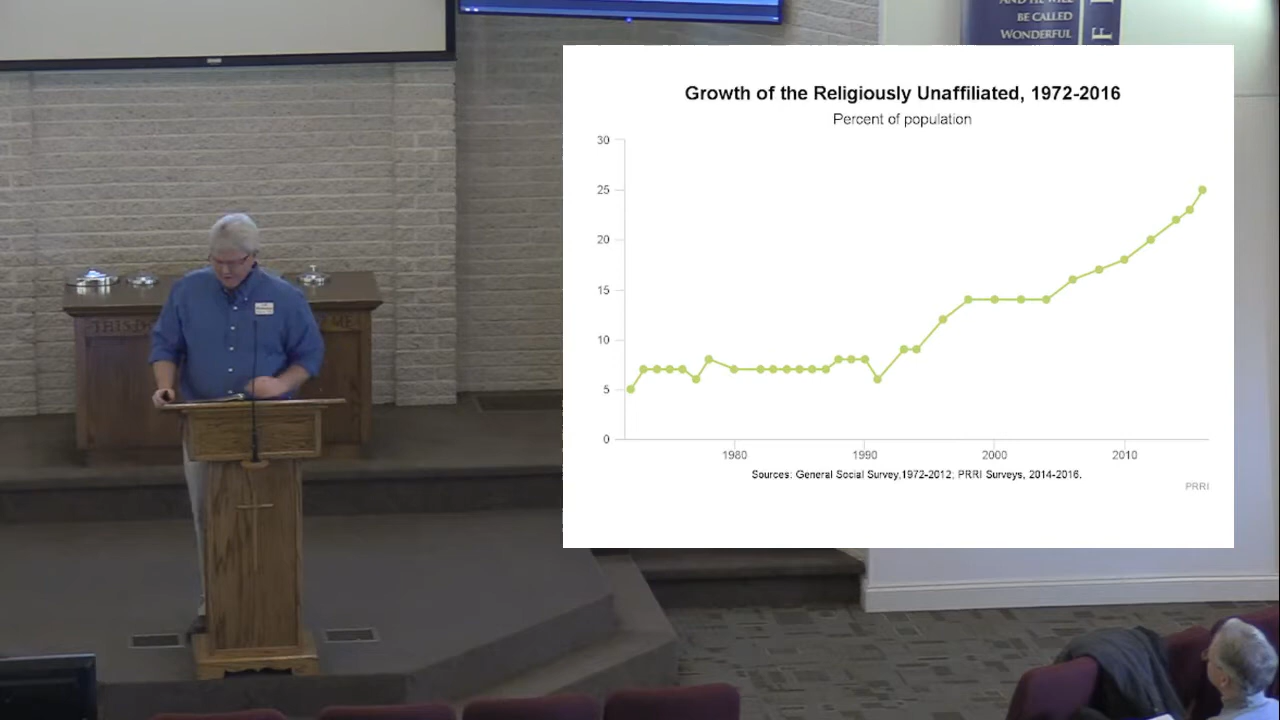 AND HE WILL
BE CALLED
WONDERFUL
F
Growth of the Religiously Unaffiliated, 1972-2016
Percent of population
30
25
20
15
10
5
0
1980
1990
2000
2010
Sources: General Social Survey,1972-2012; PRRI Surveys, 2014-2016.
PRRI
THIS D
ME